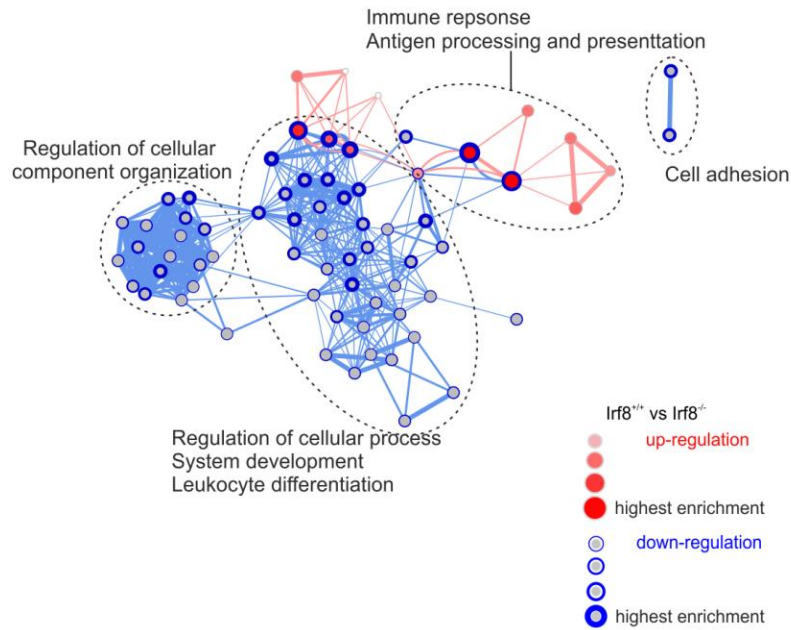 Immune repsonse
Antigen processing and presenttation
Regulation of cellular
component organization
Cell adhesion
Regulation of cellular process
System development
Leukocyte differentiation
Irf8+/+ vs Irf8-/-
up-regulation
highest enrichment
down-regulation
highest enrichment